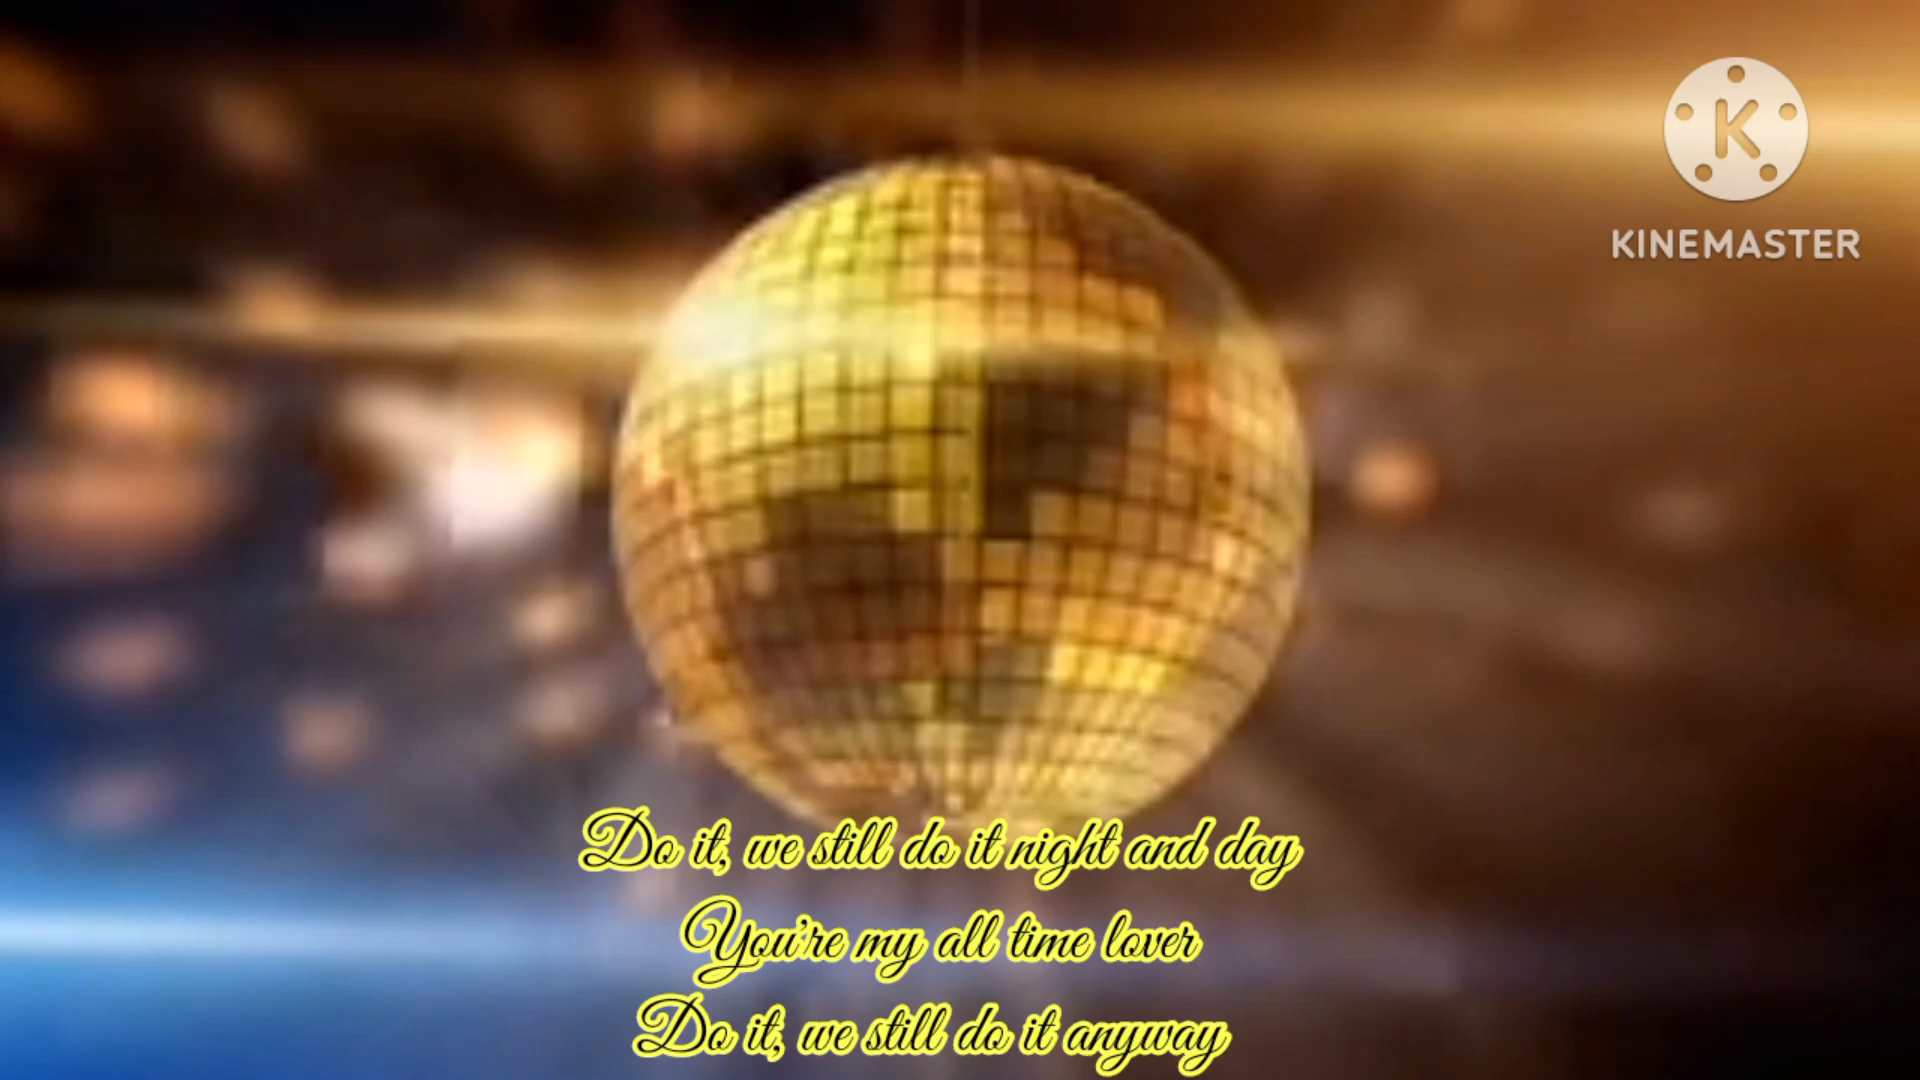 K
KINEMASTER
Do it, we still do it night and day
You're my all time lover
Do it, we still do it anyway